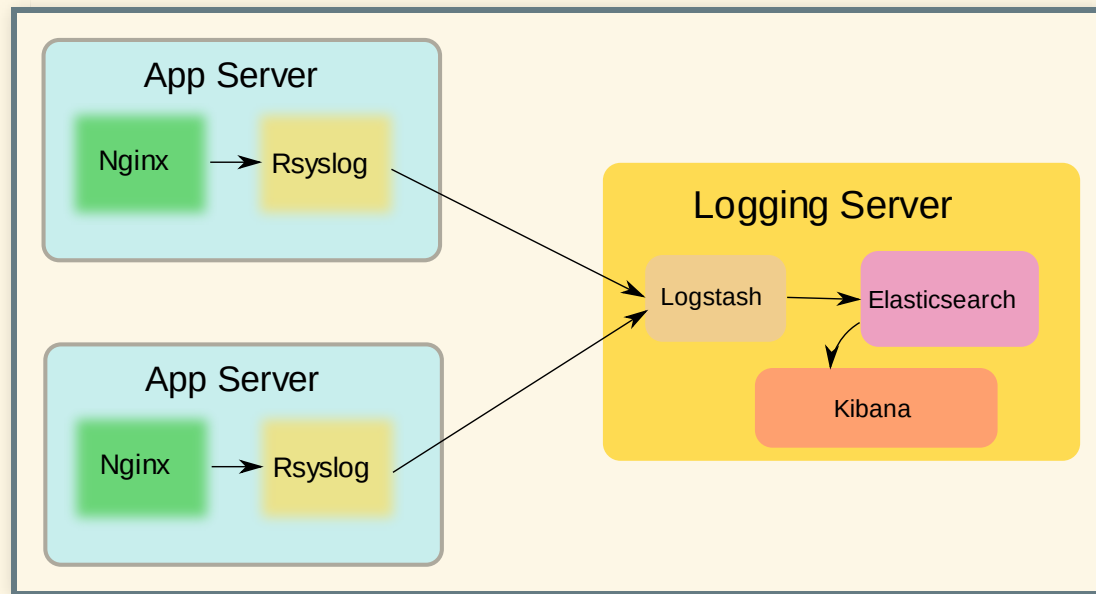 App Server
Nginx
Rsyslog
App Server
Nginx
Rsyslog
Logging Server
Logstash
Elasticsearch
Kibana